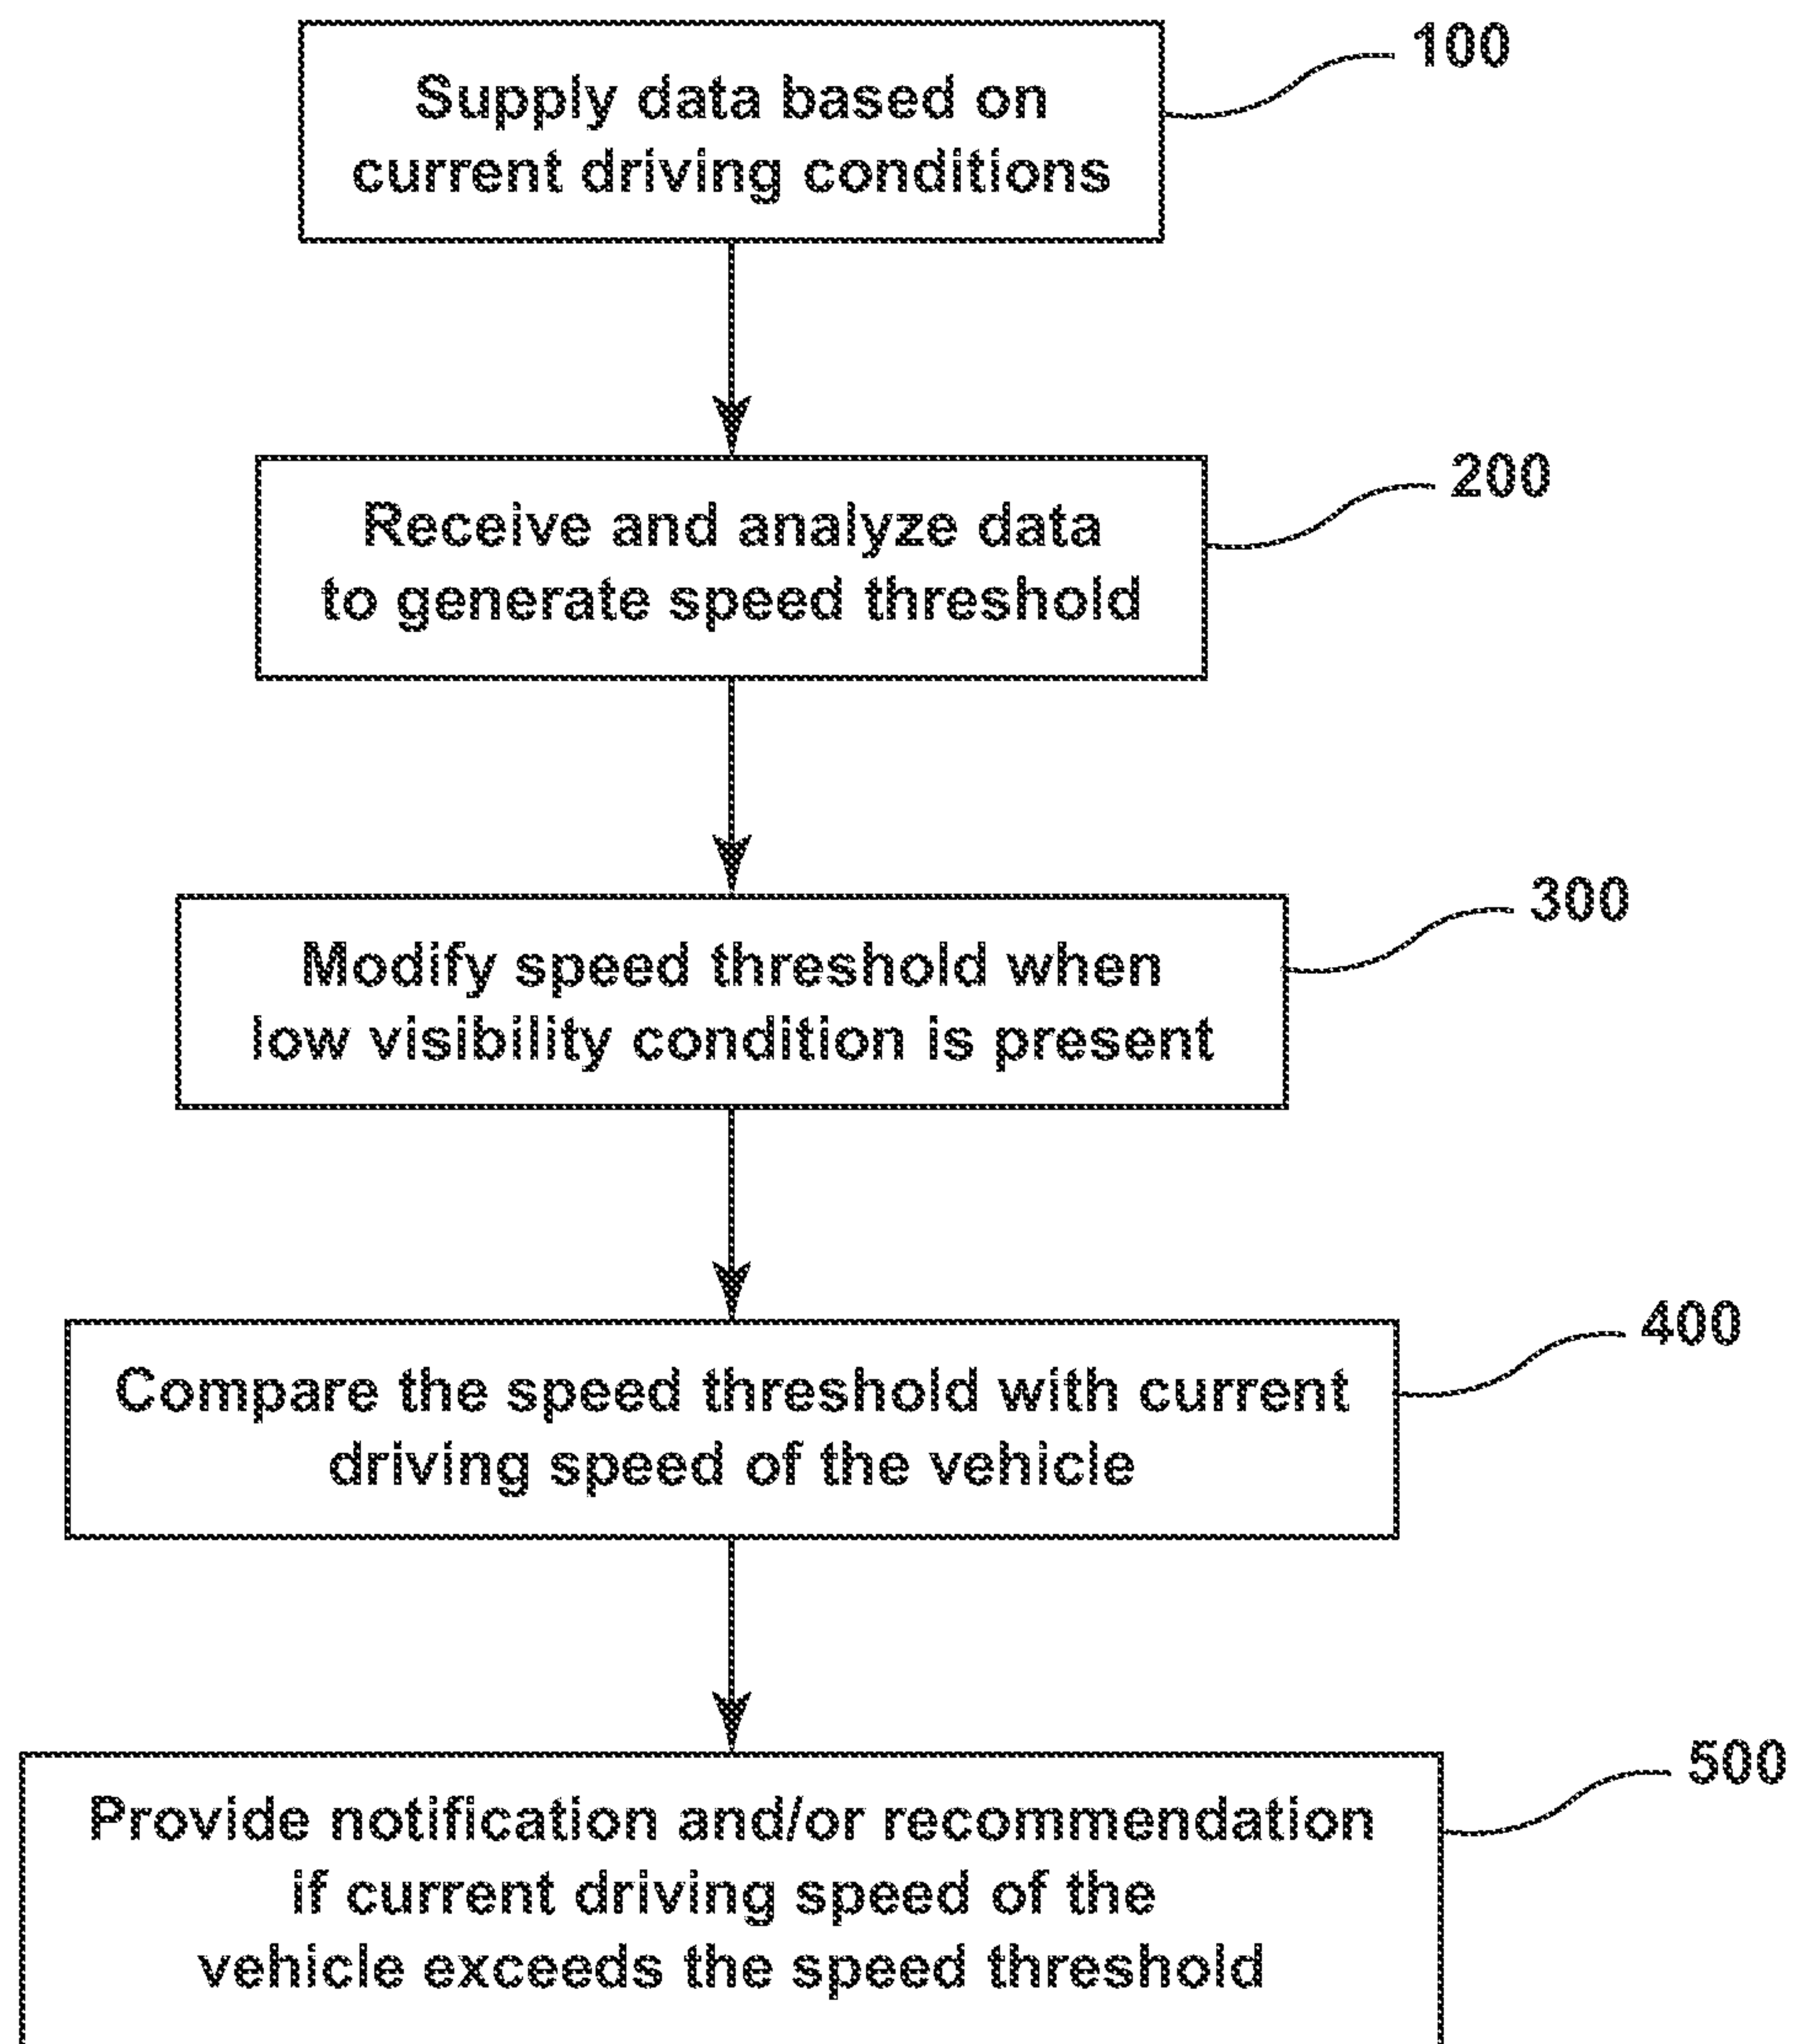 Supply data based on
current driving conditions
100
Receive and analyze data
to generate speed threshold
200
Modify speed threshold when
low visibility condition is present
300
Compare the speed threshold with current
driving speed of the vehicle
400
Provide notification and/or recommendation
if current driving speed of the
vehicle exceeds the speed threshold
500